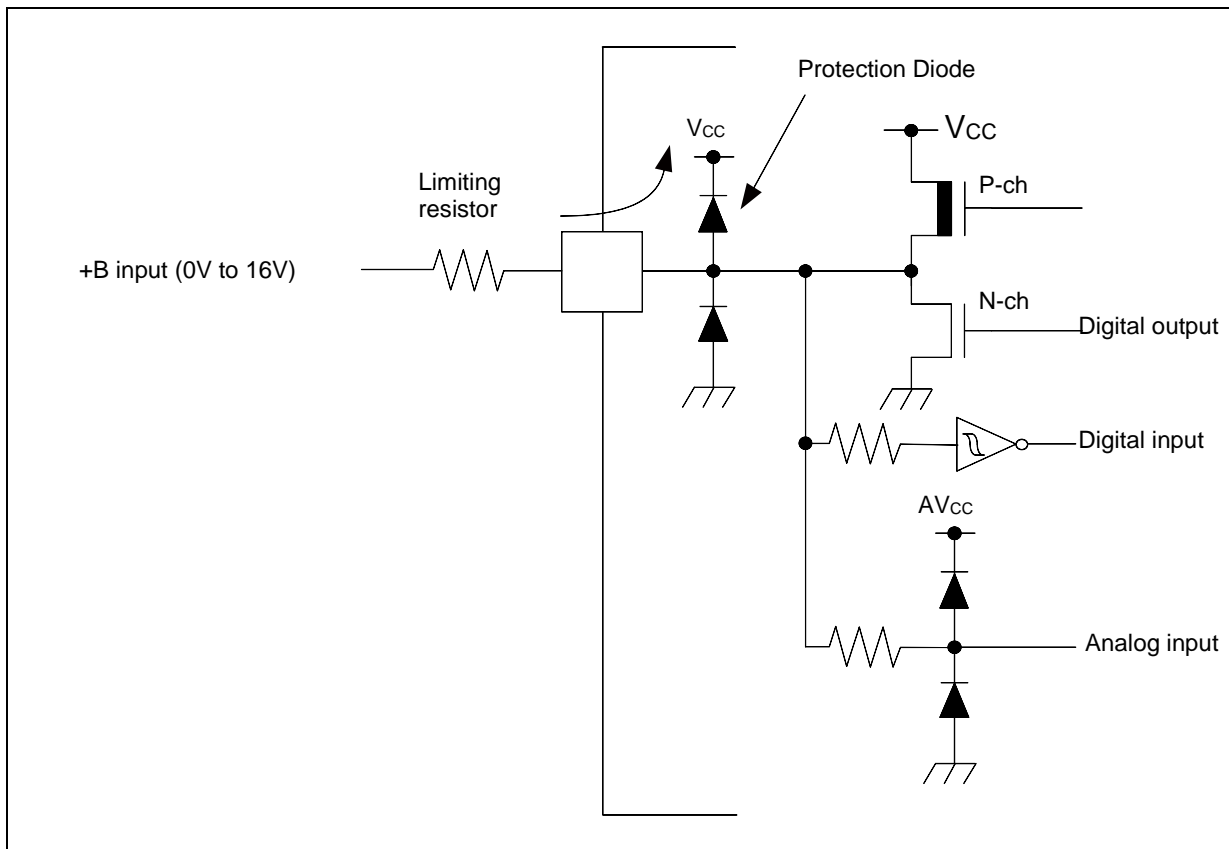 Protection Diode
VCC
VCC
Limiting
resistor
P-ch
+B input (0V to 16V)
N-ch
Digital output
Digital input
AVCC
Analog input